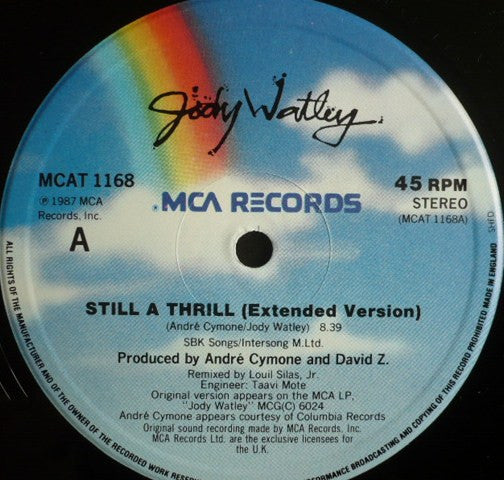 Jody Watley
MCAT 1168
℗ 1987 MCA
Records, Inc.
A
MCA RECORDS
45 RPM
STEREO
(MCAT 1168A)
SHED
STILL A THRILL (Extended Version)
(André Cymone/Jody Watley) 8.39
SBK Songs/Intersong M.Ltd.
Produced by André Cymone and David Z.
Remixed by Louil Silas, Jr.
Engineer: Taavi Mote
Original version appears on the MCA LP,
"Jody Watley" MCG(C) 6024
André Cymone appears courtesy of Columbia Records
Original sound recording made by MCA Records. Inc.
MCA Records Ltd. are the exclusive licensees for
the U.K.
ALL RIGHTS OF THE MANUFACTURER AND OF THE OWNER OF THE RECORDED WORK
BROADCASTING AND COPYING OF THIS RECORD PROHIBITED MADE IN ENGLAND